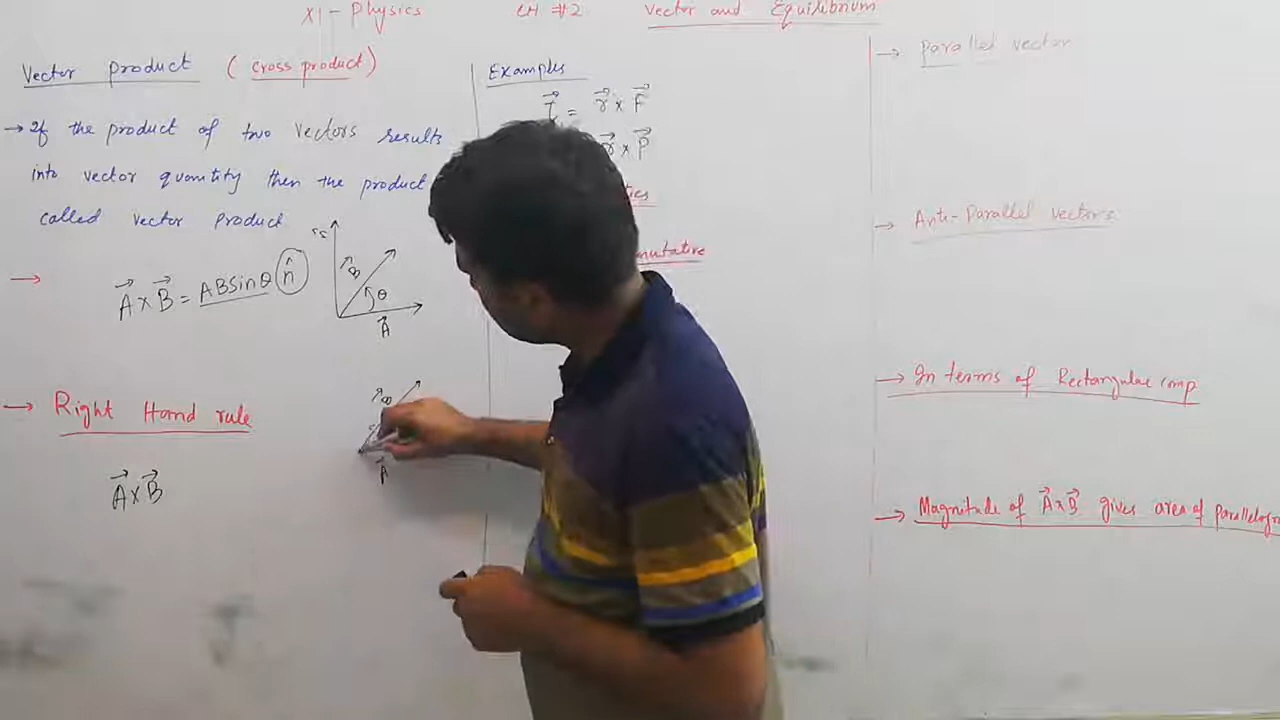 XI - Physics CH #2 Vector and Equilibrium
Vector product (cross product)
→ If the product of two vectors results
into vector quantity then the product
called vector product.
→ A⃗ × B⃗ = AB sinθ n̂
B⃗
θ
A⃗
→ Right Hand rule
A⃗ × B⃗
B⃗
A⃗
Examples
τ⃗ = r⃗ × F⃗
r⃗ × P⃗
→ Parallel vector
→ Anti-Parallel vectors
→ In terms of Rectangular comp
→ Magnitude of A⃗ × B⃗ gives area of